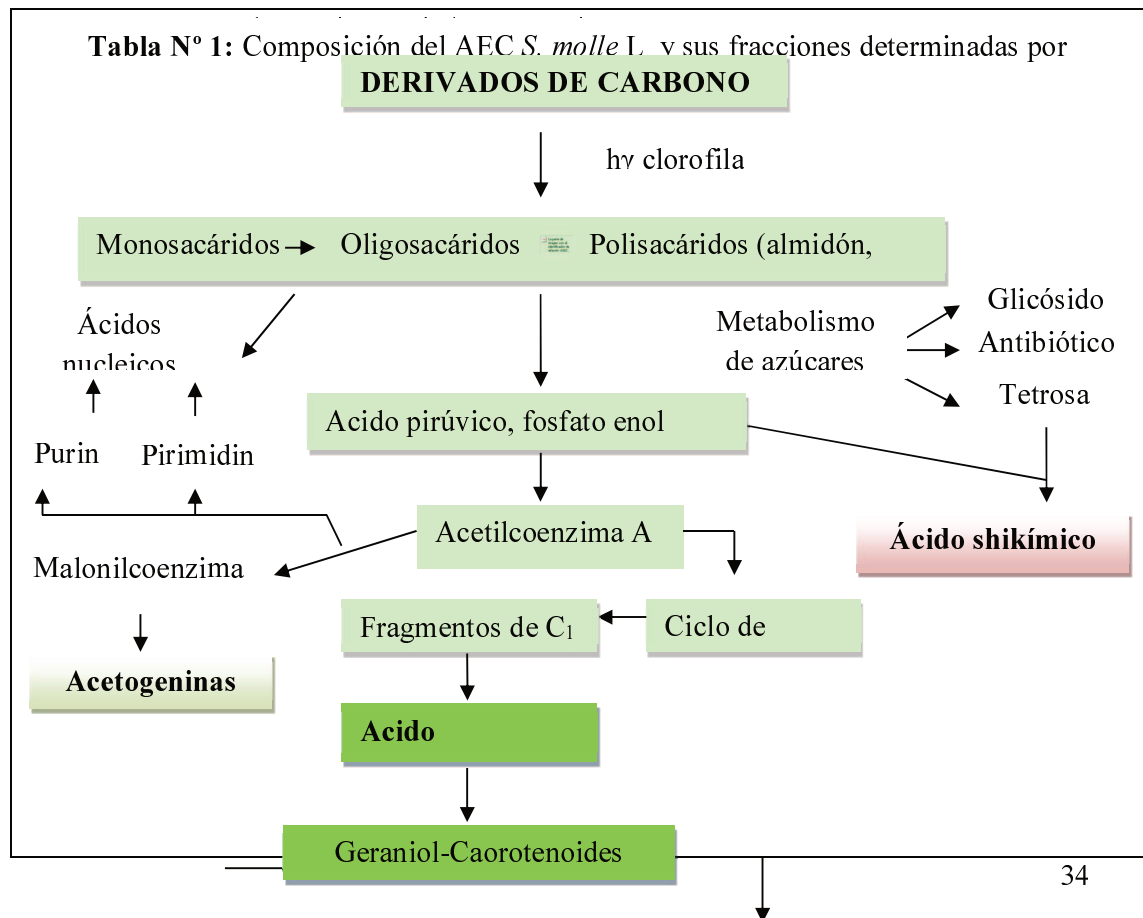 Tabla Nº 1: Composición del AEC S. molle L y sus fracciones determinadas por
DERIVADOS DE CARBONO
hγ clorofila
Monosacáridos Oligosacáridos Polisacáridos (almidón,
Ácidos
nucleicos
Metabolismo
de azúcares
Glicósido
Antibiótico
Tetrosa
Acido pirúvico, fosfato enol
Purin
Pirimidin
Acetilcoenzima A
Ácido shikímico
Malonilcoenzima
Fragmentos de C₁
Ciclo de
Acetogeninas
Acido
Geraniol-Caorotenoides
34